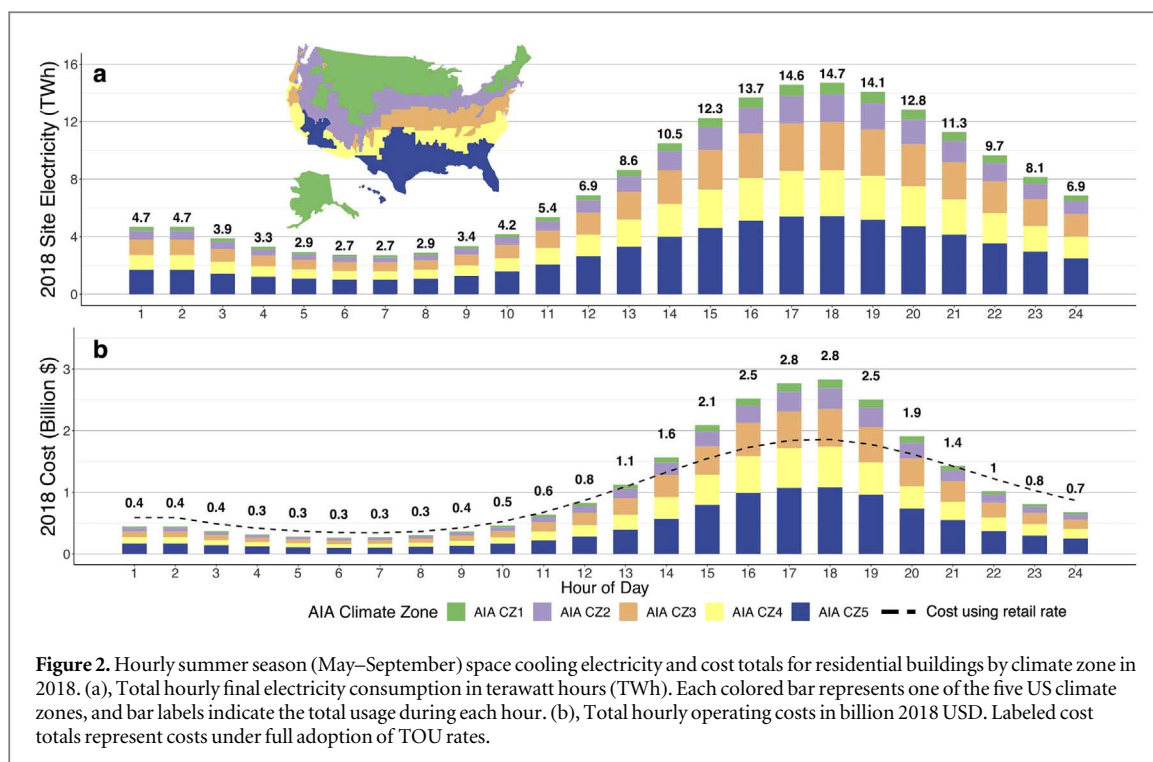 a
2018 Site Electricity (TWh)
16
12
8
4
0
4.7 4.7 3.9 3.3 2.9 2.7 2.7 2.9 3.4 4.2 5.4 6.9 8.6 10.5 12.3 13.7 14.6 14.7 14.1 12.8 11.3 9.7 8.1 6.9
1 2 3 4 5 6 7 8 9 10 11 12 13 14 15 16 17 18 19 20 21 22 23 24
b
2018 Cost (Billion $)
3
2
1
0
0.4 0.4 0.4 0.3 0.3 0.3 0.3 0.3 0.4 0.5 0.6 0.8 1.1 1.6 2.1 2.5 2.8 2.8 2.5 1.9 1.4 1 0.8 0.7
1 2 3 4 5 6 7 8 9 10 11 12 13 14 15 16 17 18 19 20 21 22 23 24
Hour of Day
AIA Climate Zone AIA CZ1 AIA CZ2 AIA CZ3 AIA CZ4 AIA CZ5 Cost using retail rate
Figure 2. Hourly summer season (May–September) space cooling electricity and cost totals for residential buildings by climate zone in
2018. (a), Total hourly final electricity consumption in terawatt hours (TWh). Each colored bar represents one of the five US climate
zones, and bar labels indicate the total usage during each hour. (b), Total hourly operating costs in billion 2018 USD. Labeled cost
totals represent costs under full adoption of TOU rates.